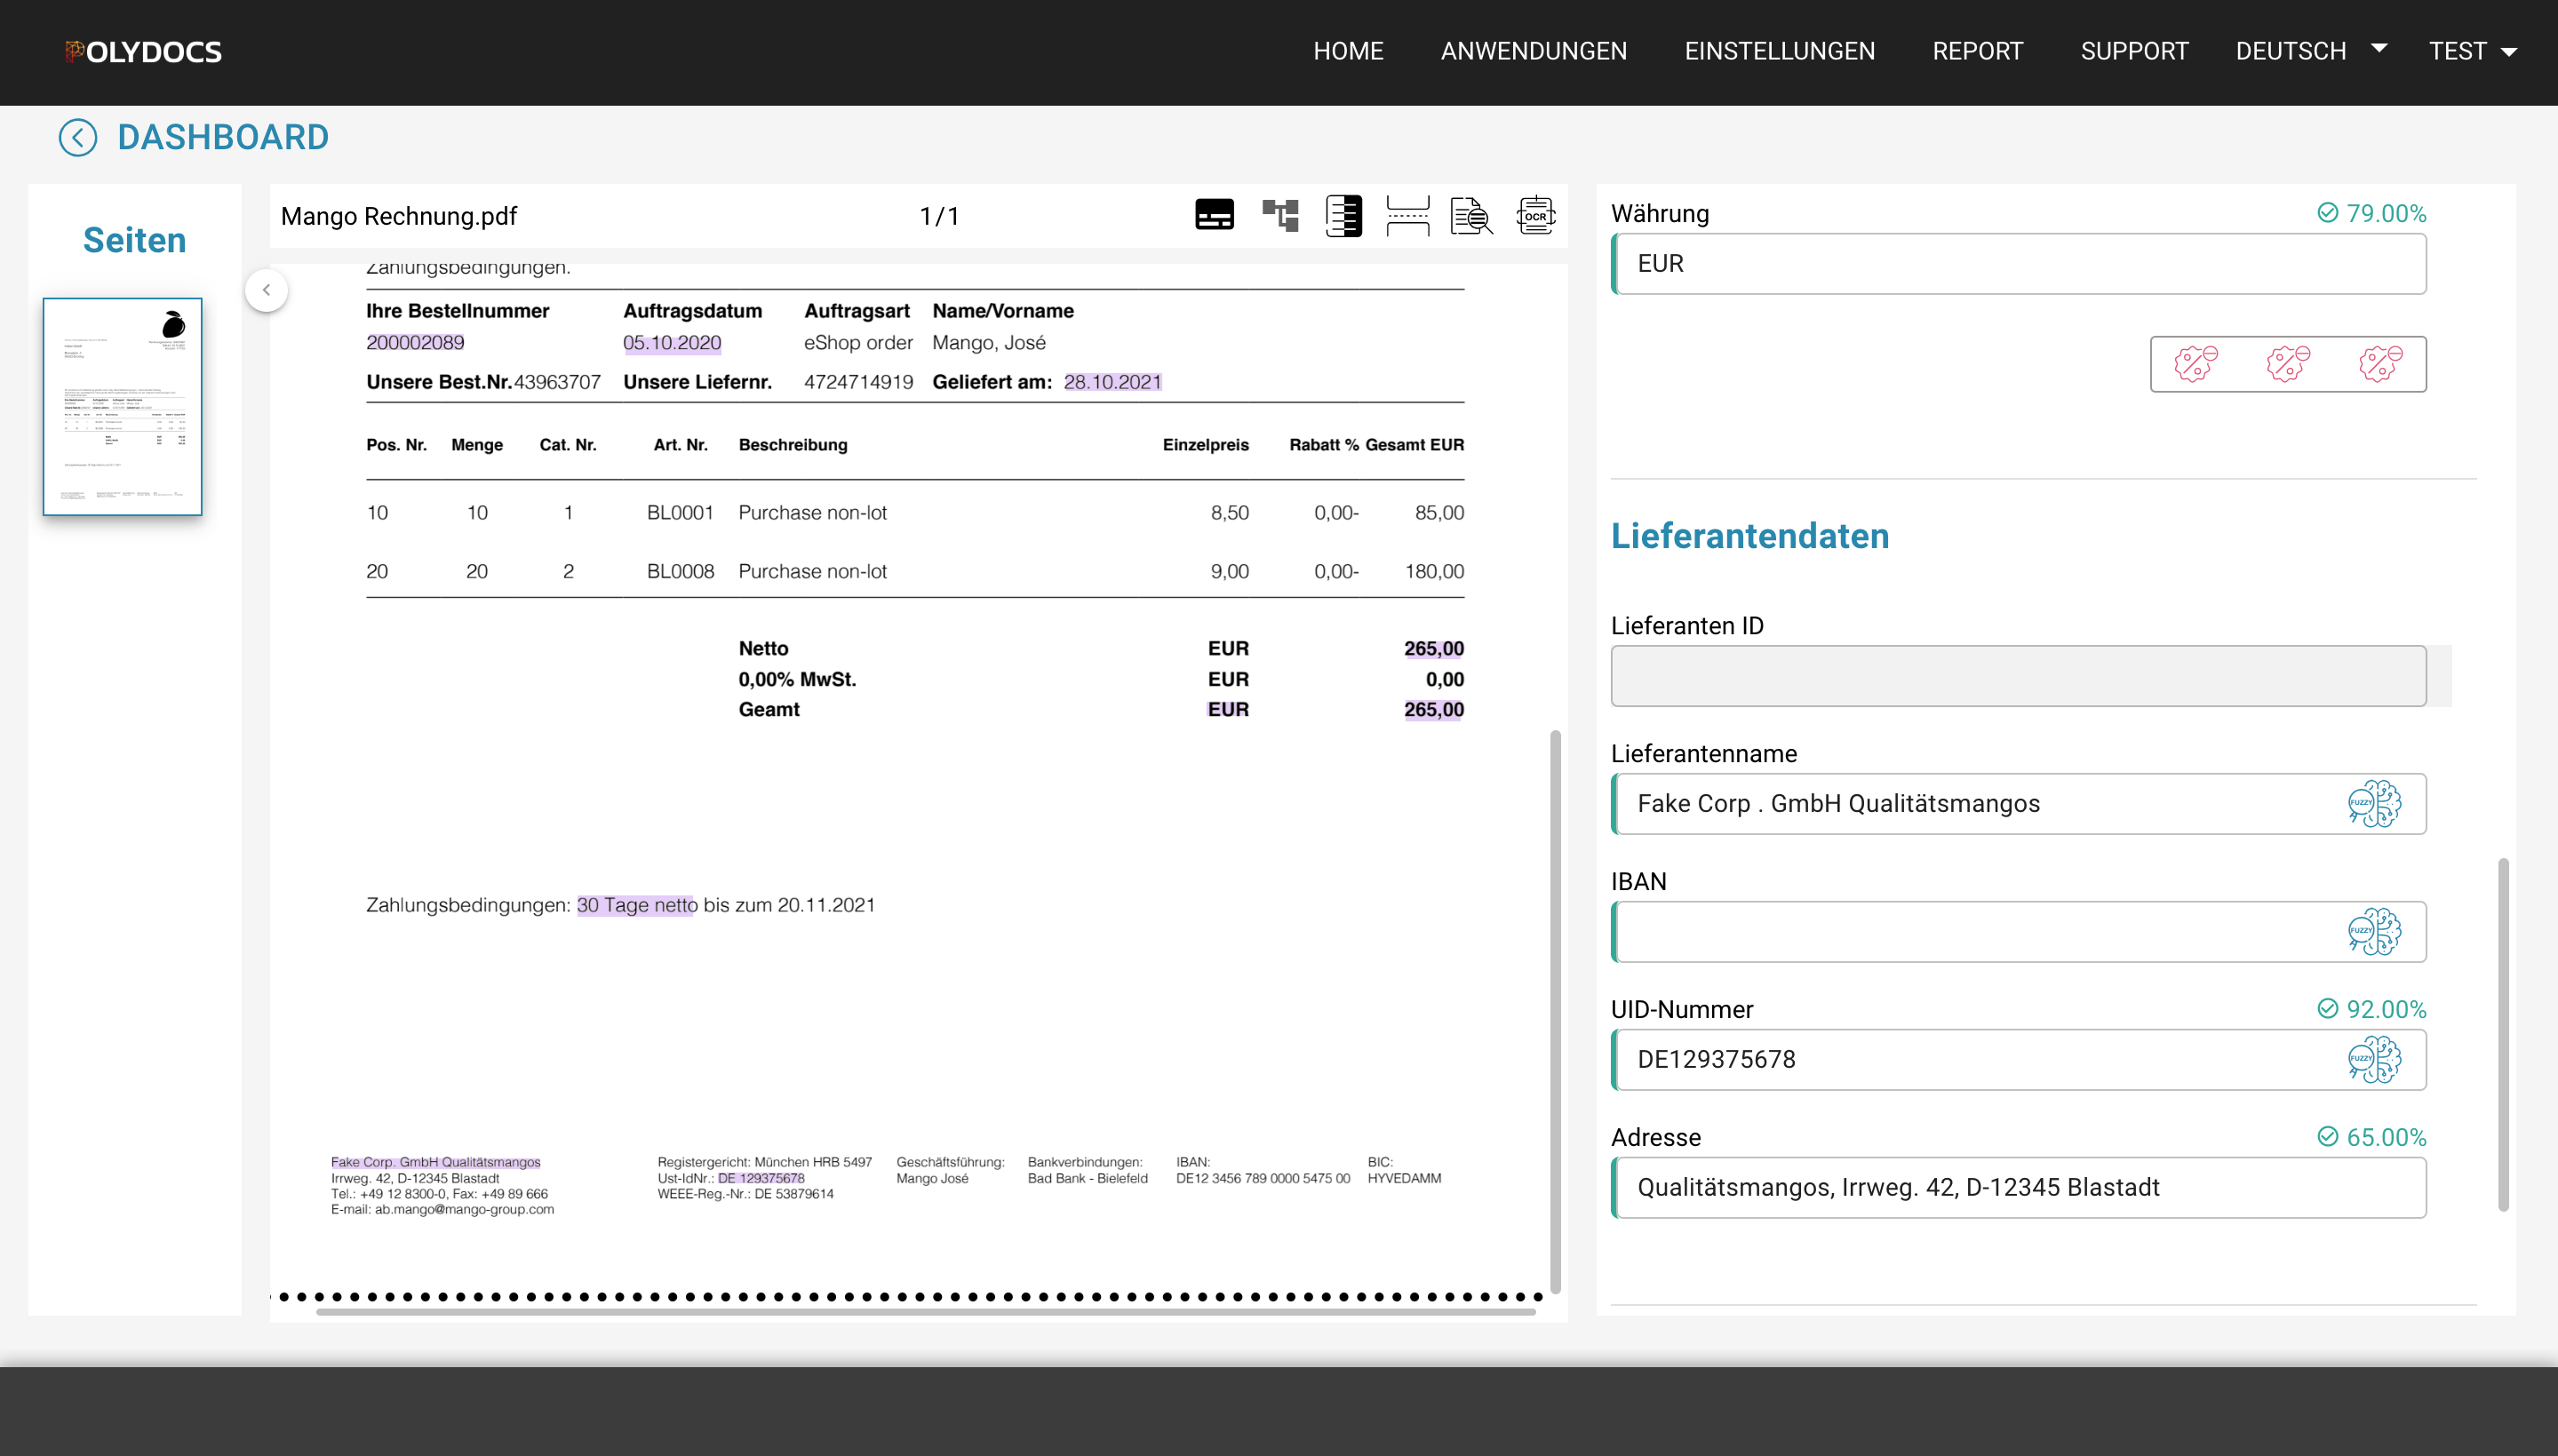 POLYDOCS
HOME ANWENDUNGEN EINSTELLUNGEN REPORT SUPPORT DEUTSCH TEST
DASHBOARD
Seiten
Mango Rechnung.pdf 1/1
OCR
Zahlungsbedingungen.
Ihre Bestellnummer Auftragsdatum Auftragsart Name/Vorname
200002089 05.10.2020 eShop order Mango, José
Unsere Best.Nr. 43963707 Unsere Liefernr. 4724714919 Geliefert am: 28.10.2021
Pos. Nr. Menge Cat. Nr. Art. Nr. Beschreibung Einzelpreis Rabatt % Gesamt EUR
10 10 1 BL0001 Purchase non-lot 8,50 0,00- 85,00
20 20 2 BL0008 Purchase non-lot 9,00 0,00- 180,00
Netto EUR 265,00
0,00% MwSt. EUR 0,00
Geamt EUR 265,00
Zahlungsbedingungen: 30 Tage netto bis zum 20.11.2021
Fake Corp. GmbH Qualitätsmangos
Irrweg. 42, D-12345 Blastadt
Tel.: +49 12 8300-0, Fax: +49 89 666
E-mail: ab.mango@mango-group.com
Registergericht: München HRB 5497
Ust-IdNr.: DE 129375678
WEEE-Reg.-Nr.: DE 53879614
Geschäftsführung:
Mango José
Bankverbindungen:
Bad Bank - Bielefeld
IBAN:
DE12 3456 789 0000 5475 00
BIC:
HYVEDAMM
Währung 79.00%
EUR
Lieferantendaten
Lieferanten ID
Lieferantenname
Fake Corp . GmbH Qualitätsmangos FUZZY
IBAN
FUZZY
UID-Nummer 92.00%
DE129375678 FUZZY
Adresse 65.00%
Qualitätsmangos, Irrweg. 42, D-12345 Blastadt